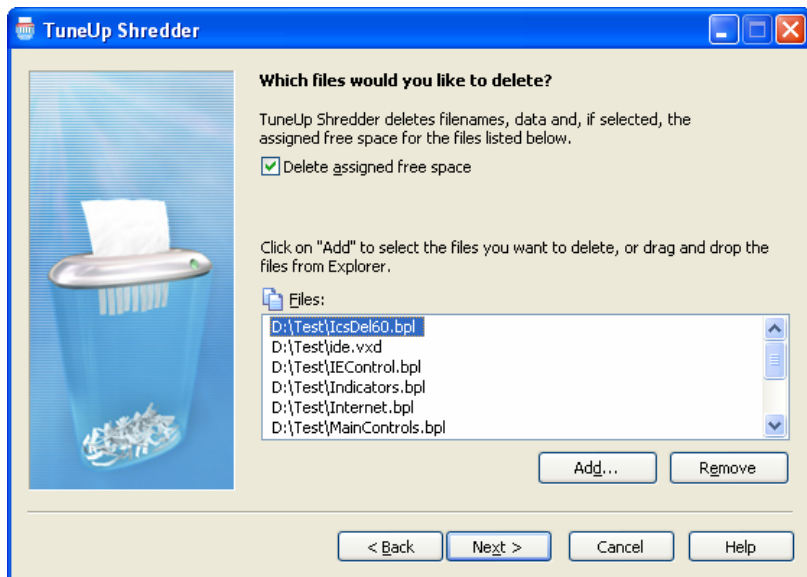 TuneUp Shredder
Which files would you like to delete?
TuneUp Shredder deletes filenames, data and, if selected, the
assigned free space for the files listed below.
Delete assigned free space
Click on "Add" to select the files you want to delete, or drag and drop the
files from Explorer.
Files:
D:\Test\IcsDel60.bpl
D:\Test\ide.vxd
D:\Test\IEControl.bpl
D:\Test\Indicators.bpl
D:\Test\Internet.bpl
D:\Test\MainControls.bpl
Add... Remove
< Back Next > Cancel Help